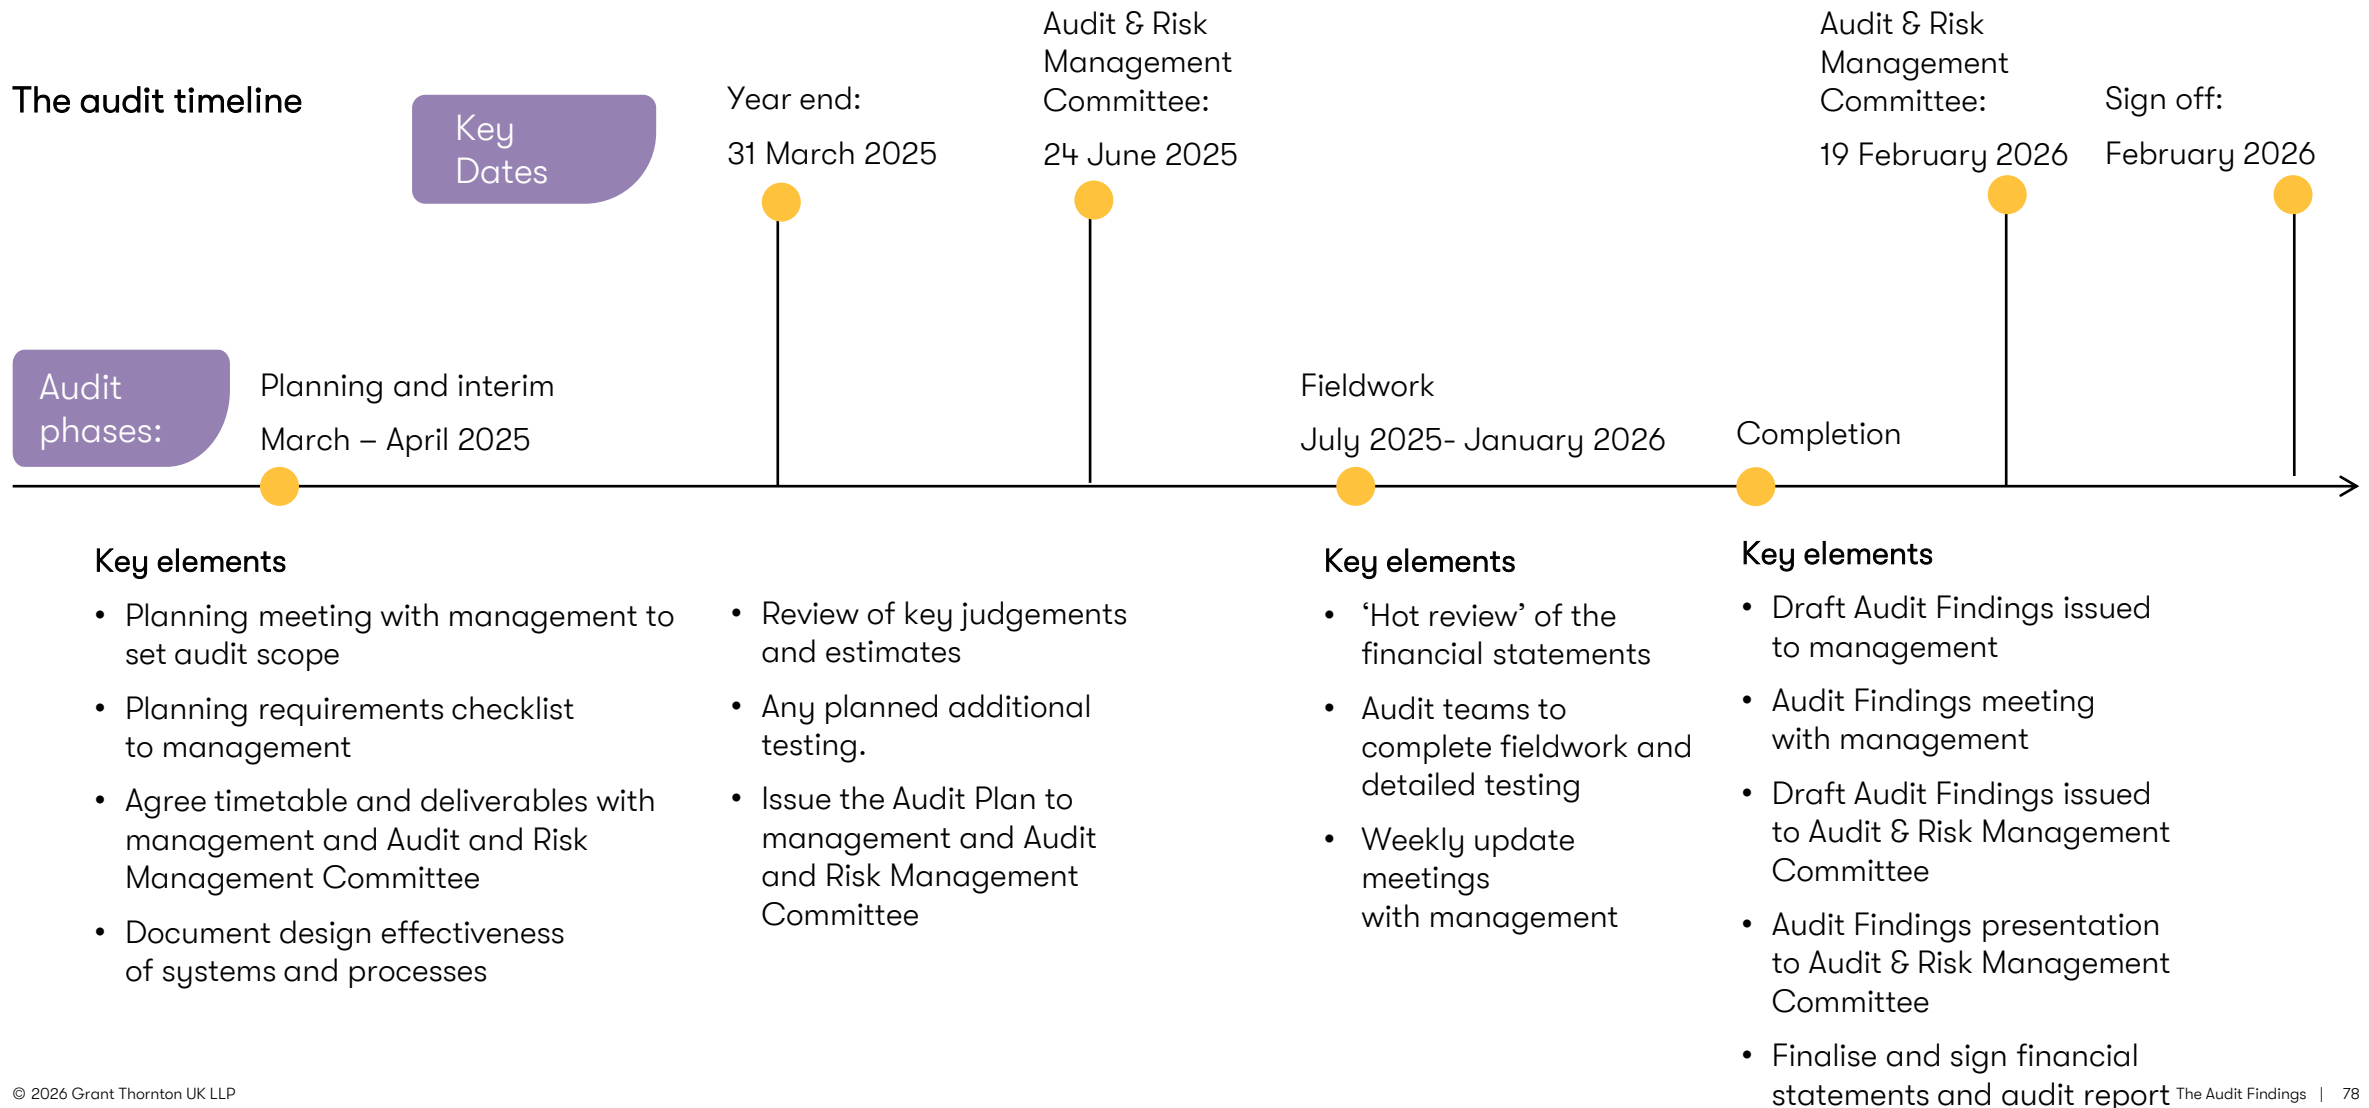 The audit timeline
Key
Dates
Year end:
31 March 2025
Audit & Risk
Management
Committee:
24 June 2025
Audit & Risk
Management
Committee:
19 February 2026
Sign off:
February 2026
Audit
phases:
Planning and interim
March – April 2025
Fieldwork
July 2025- January 2026
Completion
Key elements
• Planning meeting with management to
set audit scope
• Planning requirements checklist
to management
• Agree timetable and deliverables with
management and Audit and Risk
Management Committee
• Document design effectiveness
of systems and processes
• Review of key judgements
and estimates
• Any planned additional
testing.
• Issue the Audit Plan to
management and Audit
and Risk Management
Committee
Key elements
• ‘Hot review’ of the
financial statements
• Audit teams to
complete fieldwork and
detailed testing
• Weekly update
meetings
with management
Key elements
• Draft Audit Findings issued
to management
• Audit Findings meeting
with management
• Draft Audit Findings issued
to Audit & Risk Management
Committee
• Audit Findings presentation
to Audit & Risk Management
Committee
• Finalise and sign financial
statements and audit report
© 2026 Grant Thornton UK LLP
The Audit Findings | 78